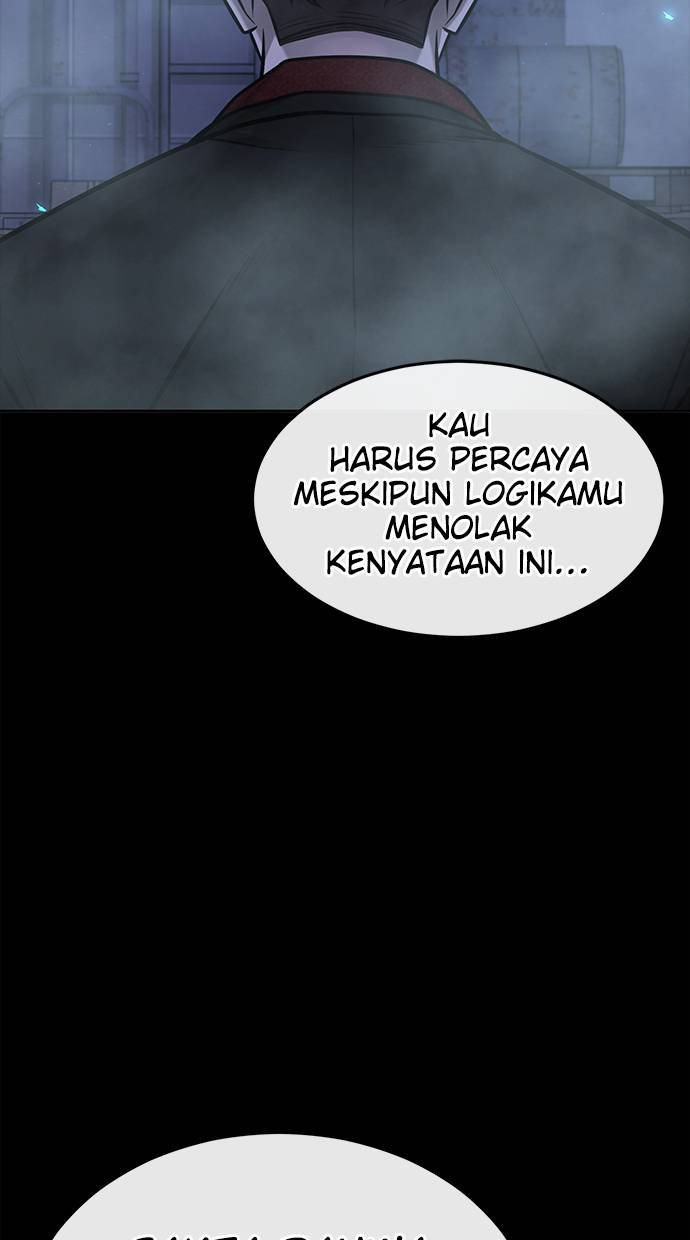 KAU
HARUS PERCAYA
MESKIPUN LOGIKAMU
MENOLAK
KENYATAAN INI...